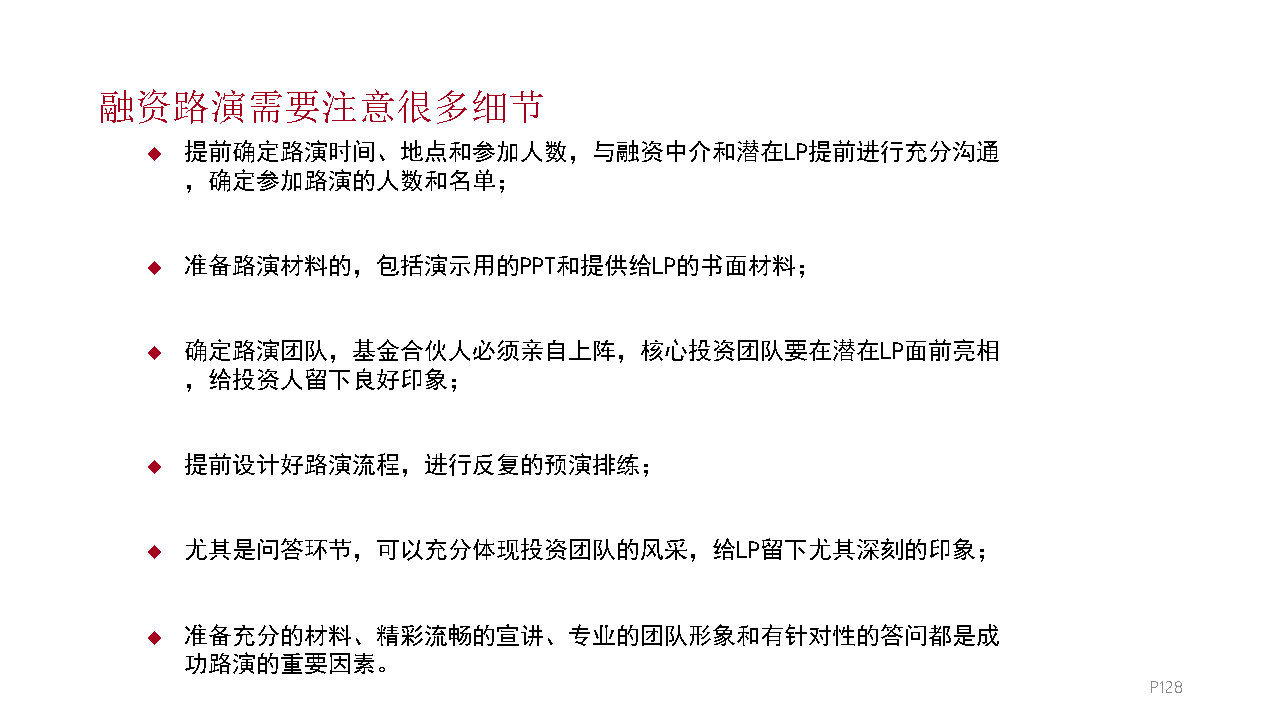 融资路演需要注意很多细节
◆ 提前确定路演时间、地点和参加人数，与融资中介和潜在LP提前进行充分沟通
，确定参加路演的人数和名单；
◆ 准备路演材料的，包括演示用的PPT和提供给LP的书面材料；
◆ 确定路演团队，基金合伙人必须亲自上阵，核心投资团队要在潜在LP面前亮相
，给投资人留下良好印象；
◆ 提前设计好路演流程，进行反复的预演排练；
◆ 尤其是问答环节，可以充分体现投资团队的风采，给LP留下尤其深刻的印象；
◆ 准备充分的材料、精彩流畅的宣讲、专业的团队形象和有针对性的答问都是成
功路演的重要因素。
P128